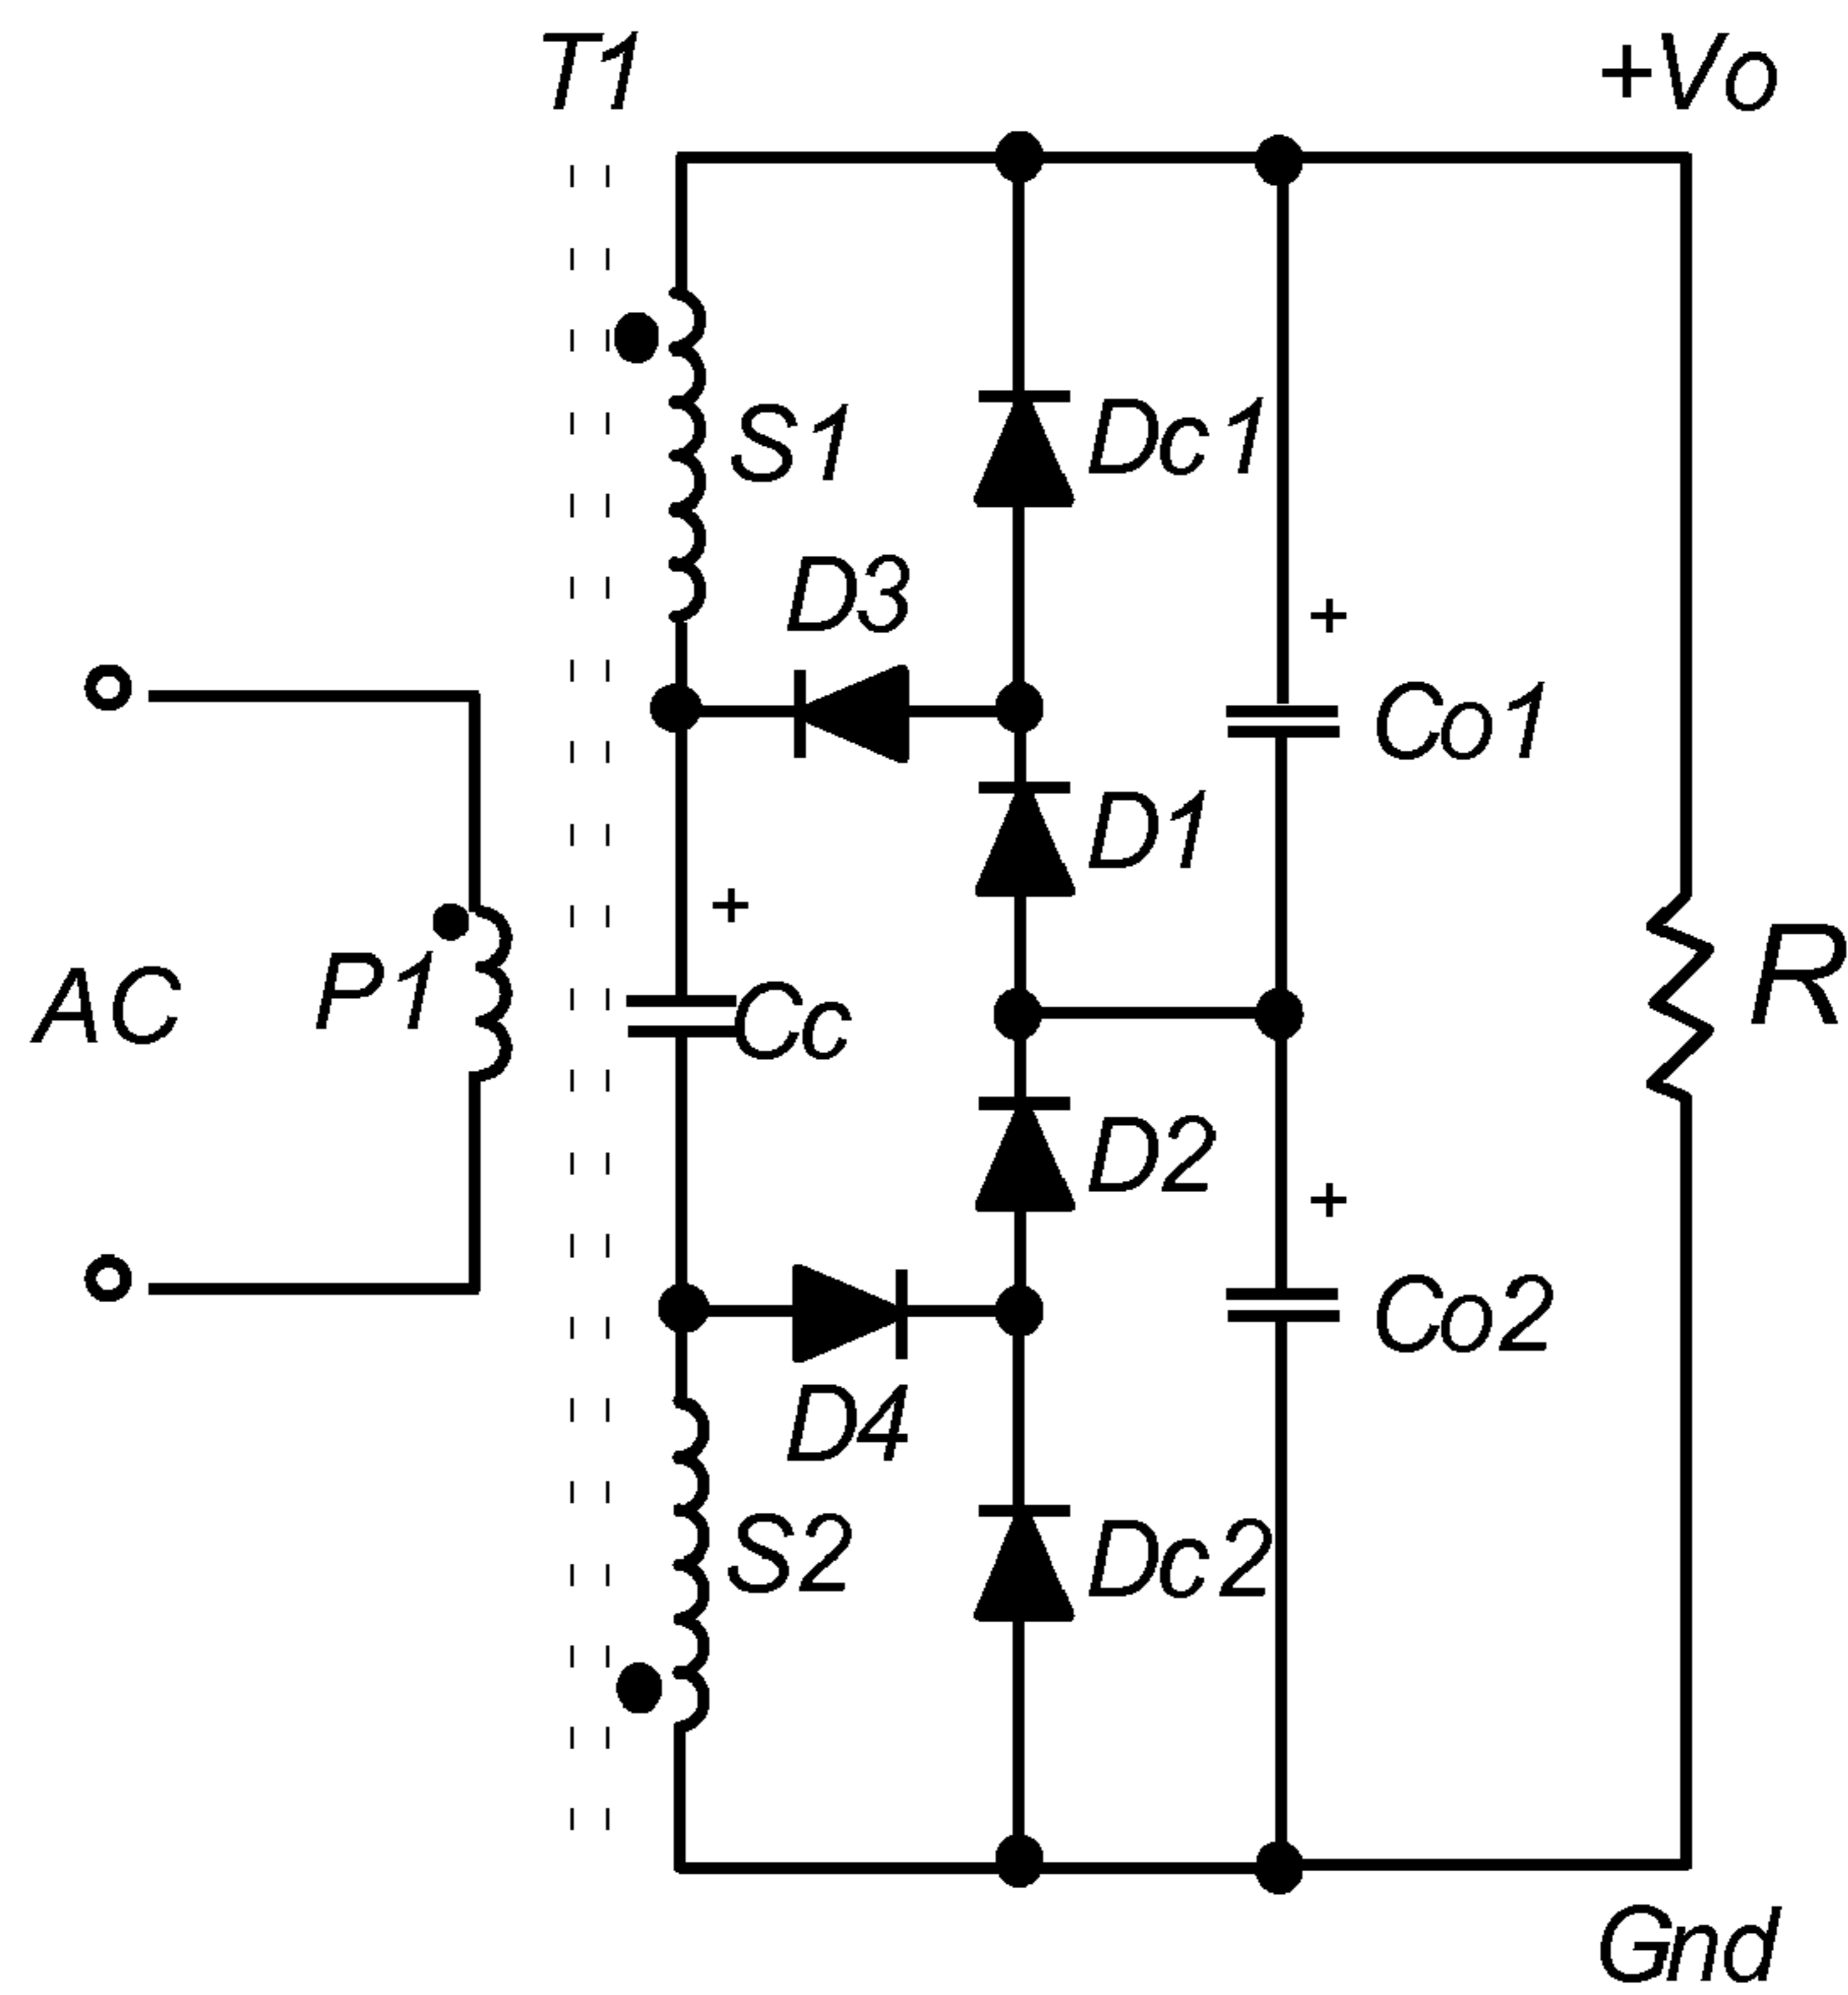 T1
+Vo
S1
Dc1
D3
+
Co1
D1
+
AC
P1
Cc
R
D2
+
Co2
D4
S2
Dc2
Gnd